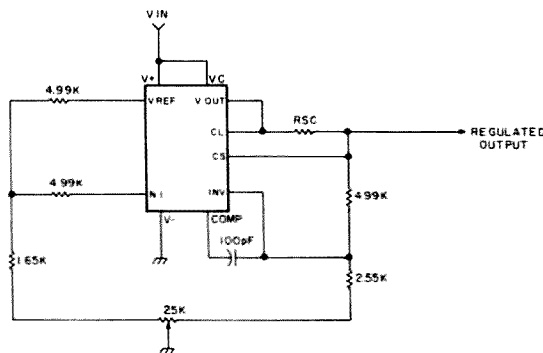 VIN
V+ VC
4.99K
VREF
V OUT
RSC
CL
REGULATED
OUTPUT
CS
4.99K
N I
INV
4.99K
V-
COMP
100pF
1.65K
2.55K
25K